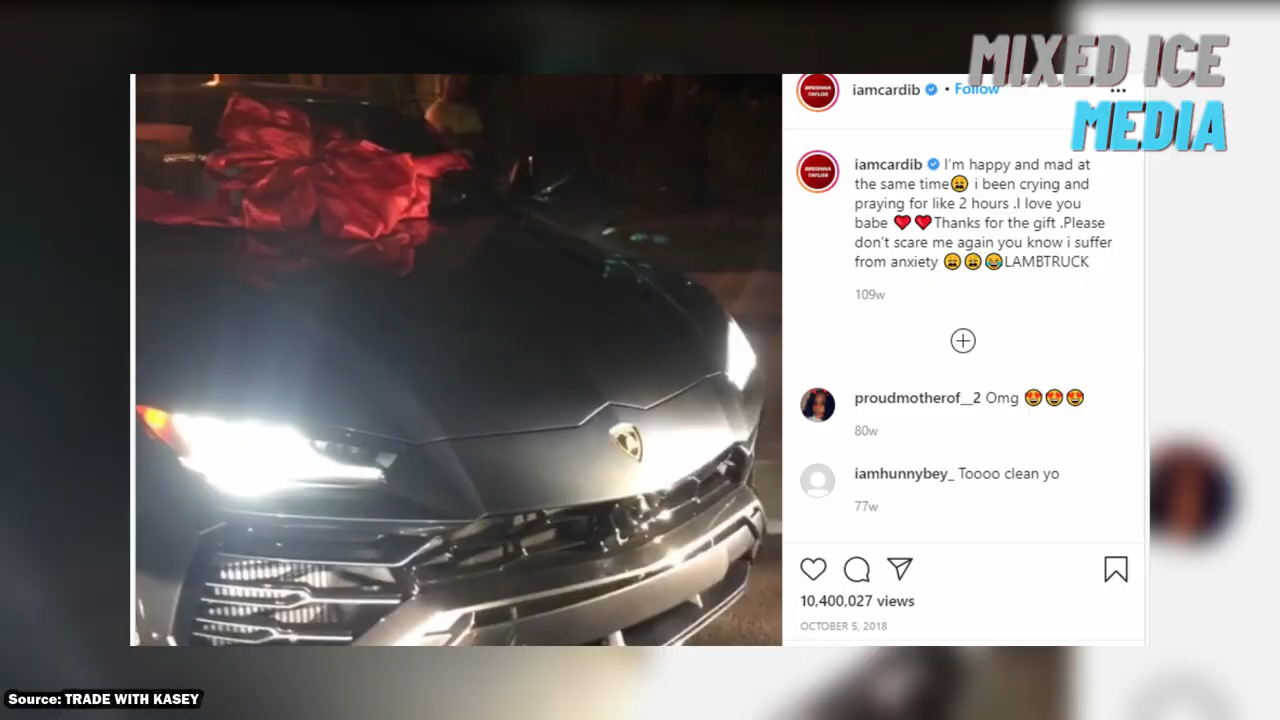 MIXED ICE
MEDIA
iamcardib • Follow
iamcardib I'm happy and mad at
the same time😩 i been crying and
praying for like 2 hours .I love you
babe ❤️❤️Thanks for the gift .Please
don't scare me again you know i suffer
from anxiety 😩😩😂LAMBTRUCK
109w
proudmotherof__2 Omg 😍😍😍
80w
iamhunnybey_ Toooo clean yo
77w
10,400,027 views
OCTOBER 5, 2018
Source: TRADE WITH KASEY